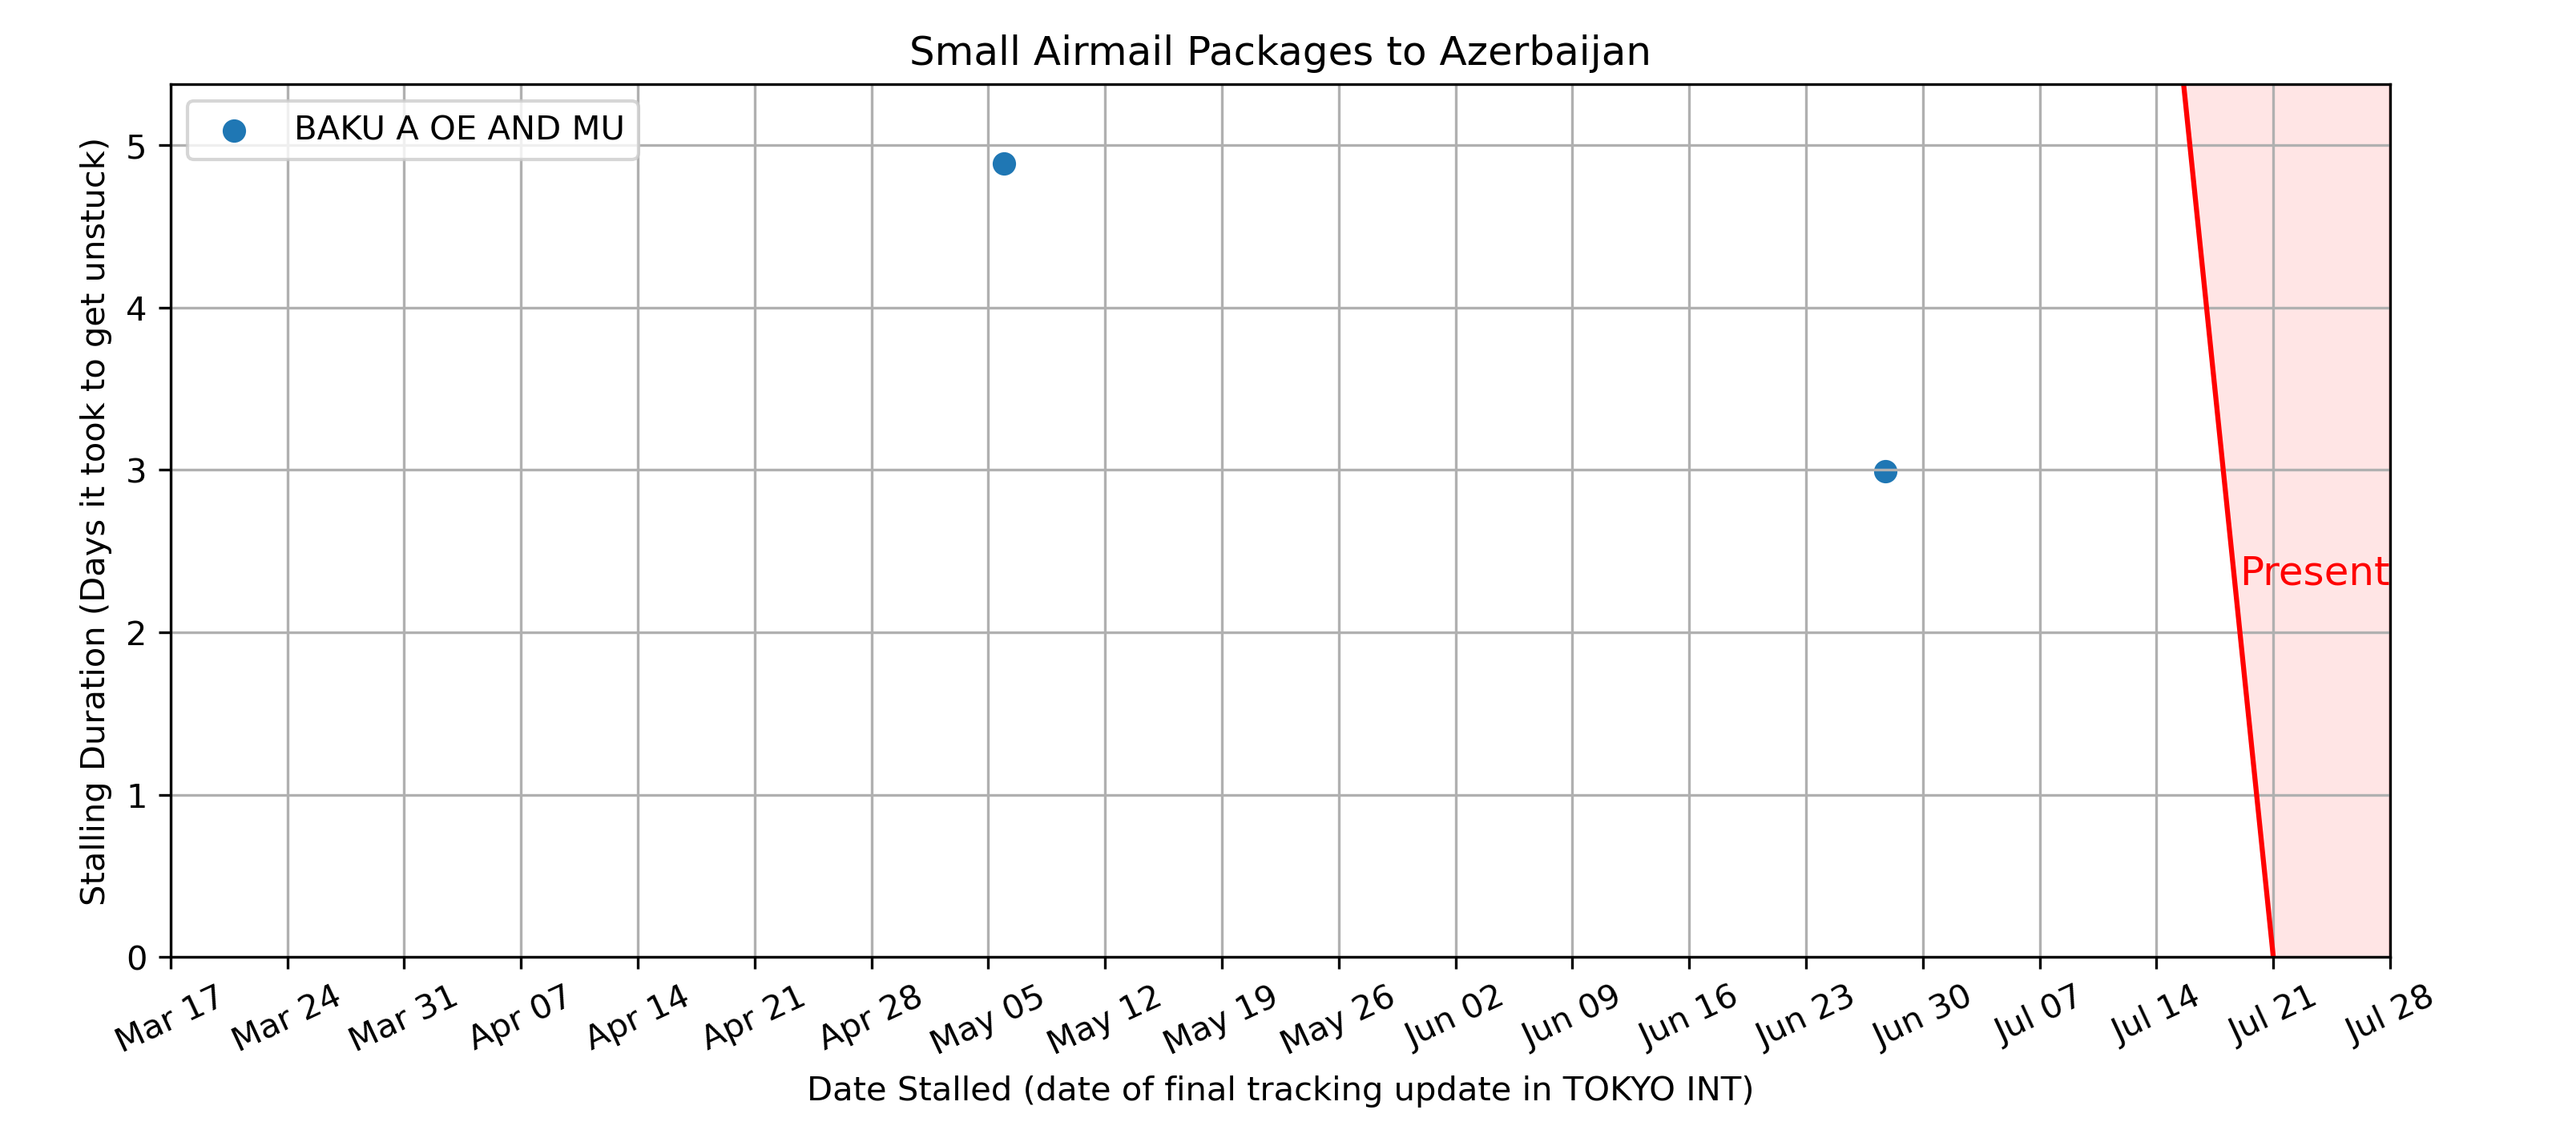 Small Airmail Packages to Azerbaijan
BAKU A OE AND MU
Stalling Duration (Days it took to get unstuck)
5
4
3
2
1
0
Present
Mar 17 Mar 24 Mar 31 Apr 07 Apr 14 Apr 21 Apr 28 May 05 May 12 May 19 May 26 Jun 02 Jun 09 Jun 16 Jun 23 Jun 30 Jul 07 Jul 14 Jul 21 Jul 28
Date Stalled (date of final tracking update in TOKYO INT)